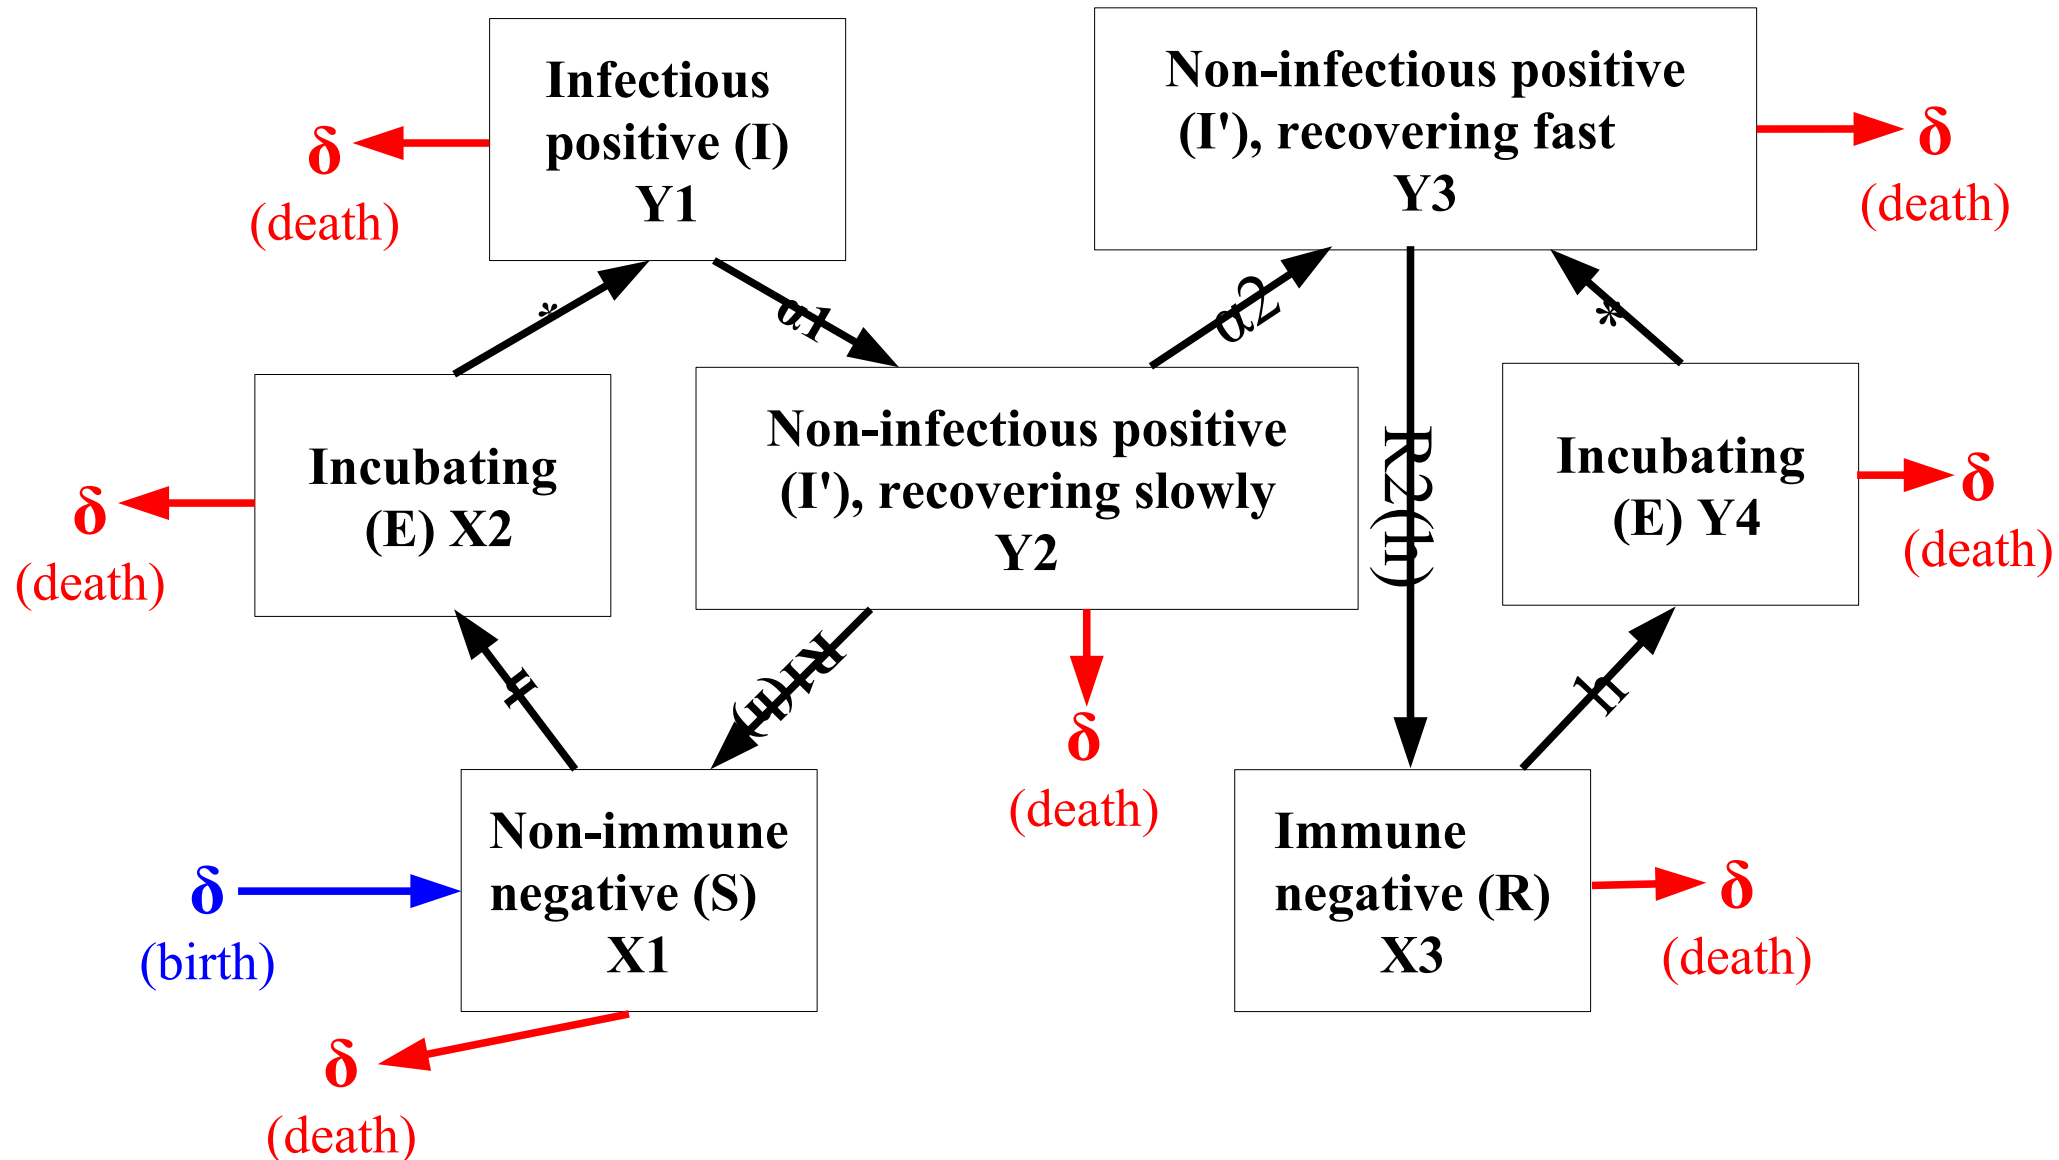 Infectious
positive (I)
Y1
Non-infectious positive
(I'), recovering fast
Y3
δ
(death)
δ
(death)
*
α1
α2
*
Incubating
(E) X2
Non-infectious positive
(I'), recovering slowly
Y2
R2(h)
Incubating
(E) Y4
δ
(death)
δ
(death)
h
R1(h)
δ
(death)
h
Non-immune
negative (S)
X1
Immune
negative (R)
X3
δ
(birth)
δ
(death)
δ
(death)